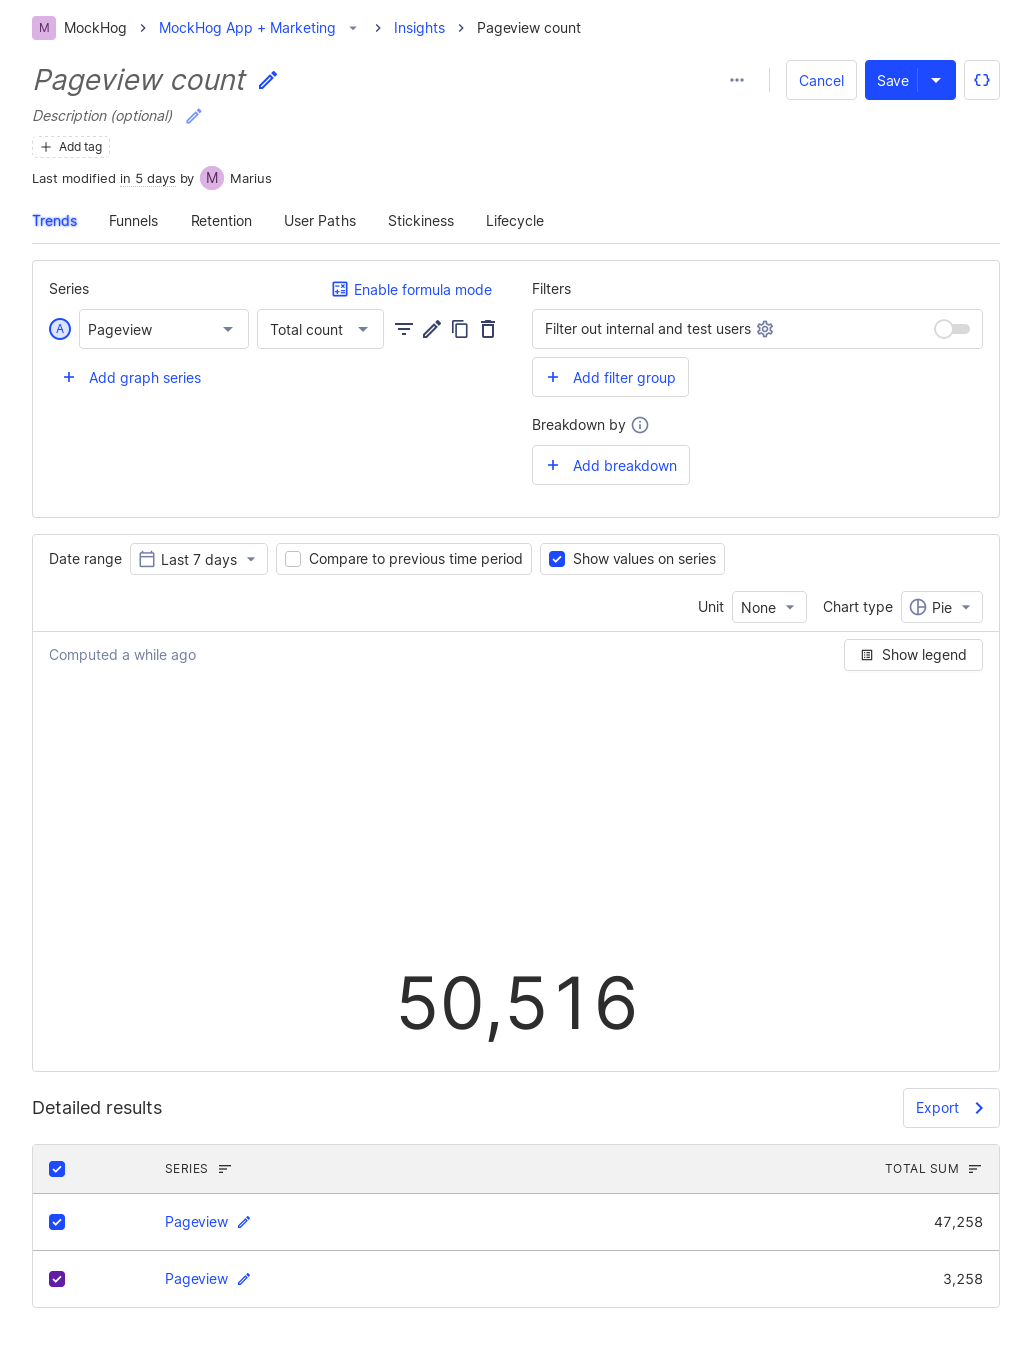 M MockHog MockHog App + Marketing Insights Pageview count
Pageview count
Cancel Save
Description (optional)
Add tag
Last modified in 5 days by M Marius
Trends Funnels Retention User Paths Stickiness Lifecycle
Series Enable formula mode
A Pageview Total count
Add graph series
Filters
Filter out internal and test users
Add filter group
Breakdown by
Add breakdown
Date range Last 7 days Compare to previous time period Show values on series
Unit None Chart type Pie
Computed a while ago Show legend
50,516
Detailed results Export
SERIES TOTAL SUM
Pageview 47,258
Pageview 3,258